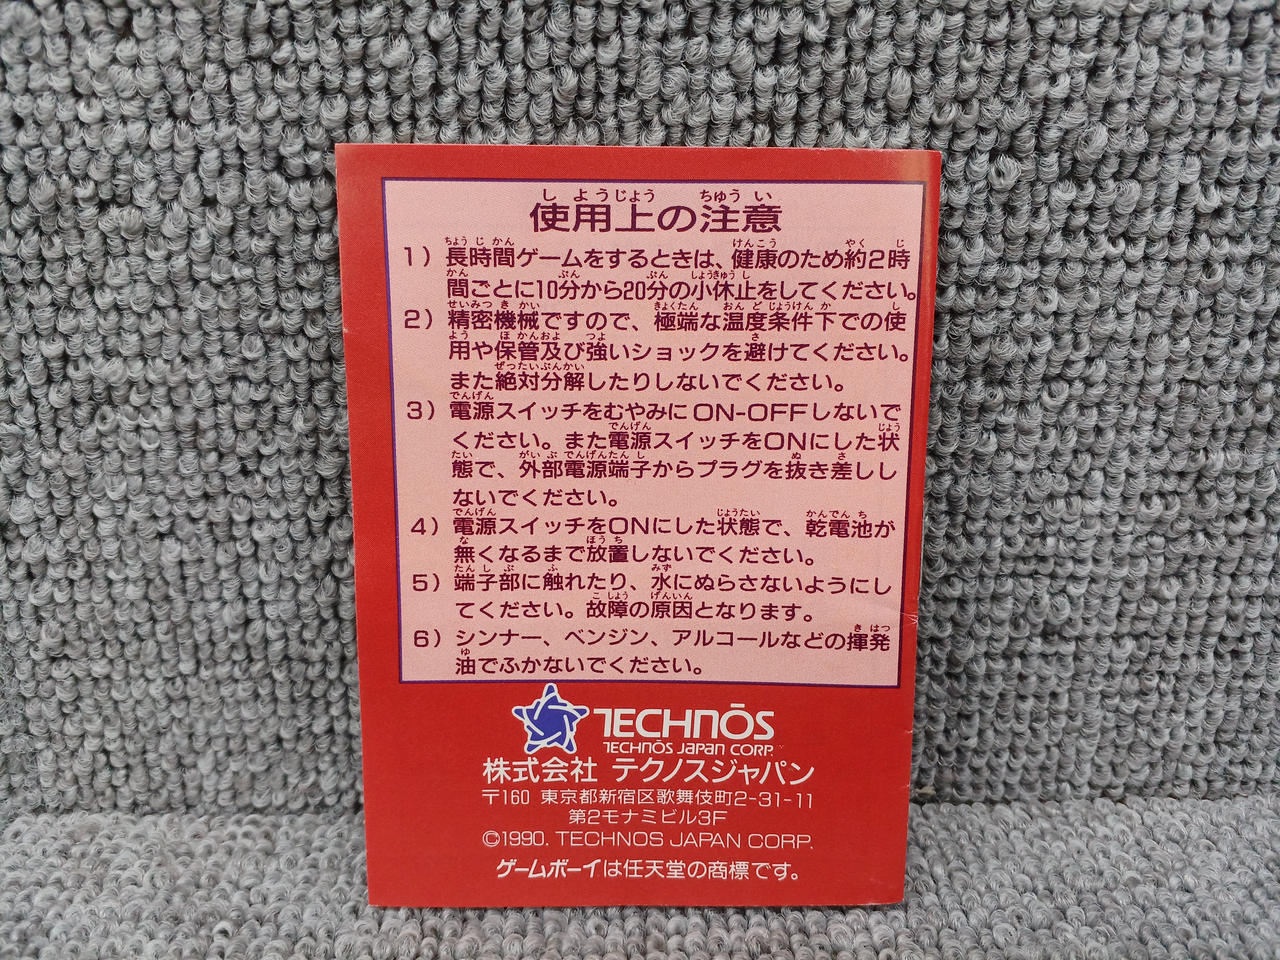 しようじょう ちゅうい
使用上の注意
ちょうじかん けんこう やく じ
1)長時間ゲームをするときは、健康のため約2時
かん ぷん ぷん しょうきゅうし
間ごとに10分から20分の小休止をしてください。
せいみつきかい きょくたん おんどじょうけんか し
2)精密機械ですので、極端な温度条件下での使
よう ほかんおよ つよ さ
用や保管及び強いショックを避けてください。
ぜったいぶんかい
また絶対分解したりしないでください。
でんげん
3)電源スイッチをむやみにON-OFFしないで
でんげん じょう
ください。また電源スイッチをONにした状
たい がいぶでんげんたんし ぬ さ
態で、外部電源端子からプラグを抜き差しし
ないでください。
でんげん じょうたい かんでんち
4)電源スイッチをONにした状態で、乾電池が
な ほうち
無くなるまで放置しないでください。
たんしぶ ふ みず
5)端子部に触れたり、水にぬらさないようにし
こしょう げんいん
てください。故障の原因となります。
きはつ
6)シンナー、ベンジン、アルコールなどの揮発
ゆ
油でふかないでください。
TECHNŌS
TECHNŌS JAPAN CORP.
株式会社 テクノスジャパン
〒160 東京都新宿区歌舞伎町2-31-11
第2モナミビル3F
©1990. TECHNOS JAPAN CORP.
ゲームボーイは任天堂の商標です。